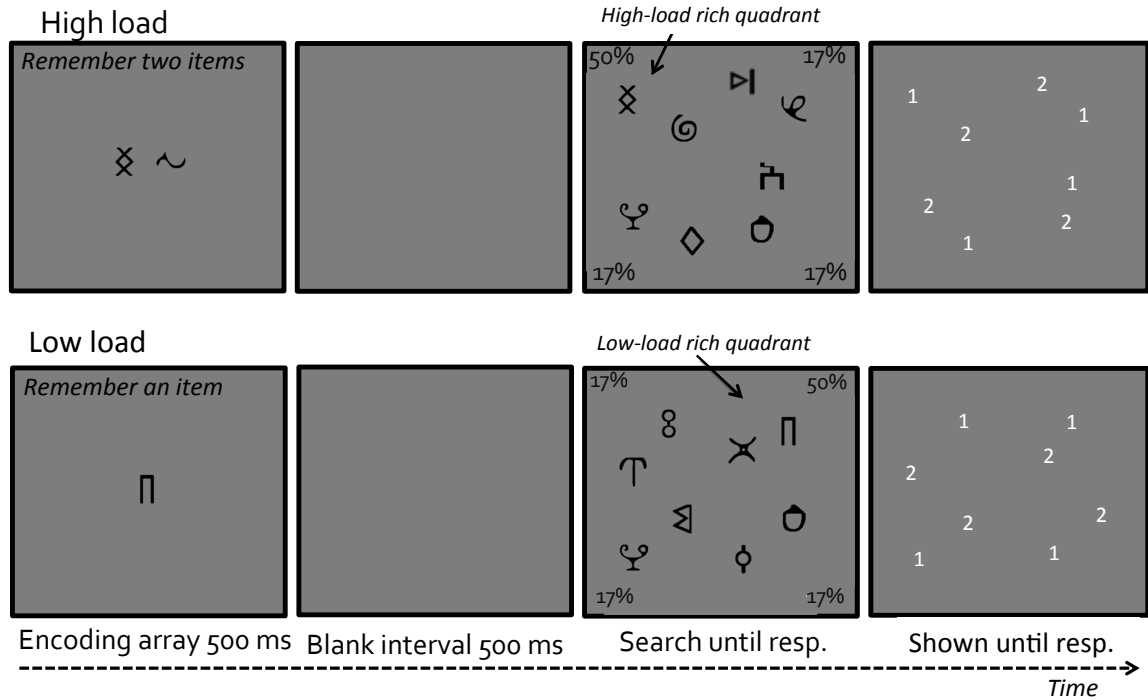 High load
High-load rich quadrant
Remember two items
50%
17%
17%
17%
1
2
1
2
1
2
2
1
Low load
Low-load rich quadrant
Remember an item
17%
50%
17%
17%
1
1
2
2
2
2
1
1
Encoding array 500 ms
Blank interval 500 ms
Search until resp.
Shown until resp.
Time